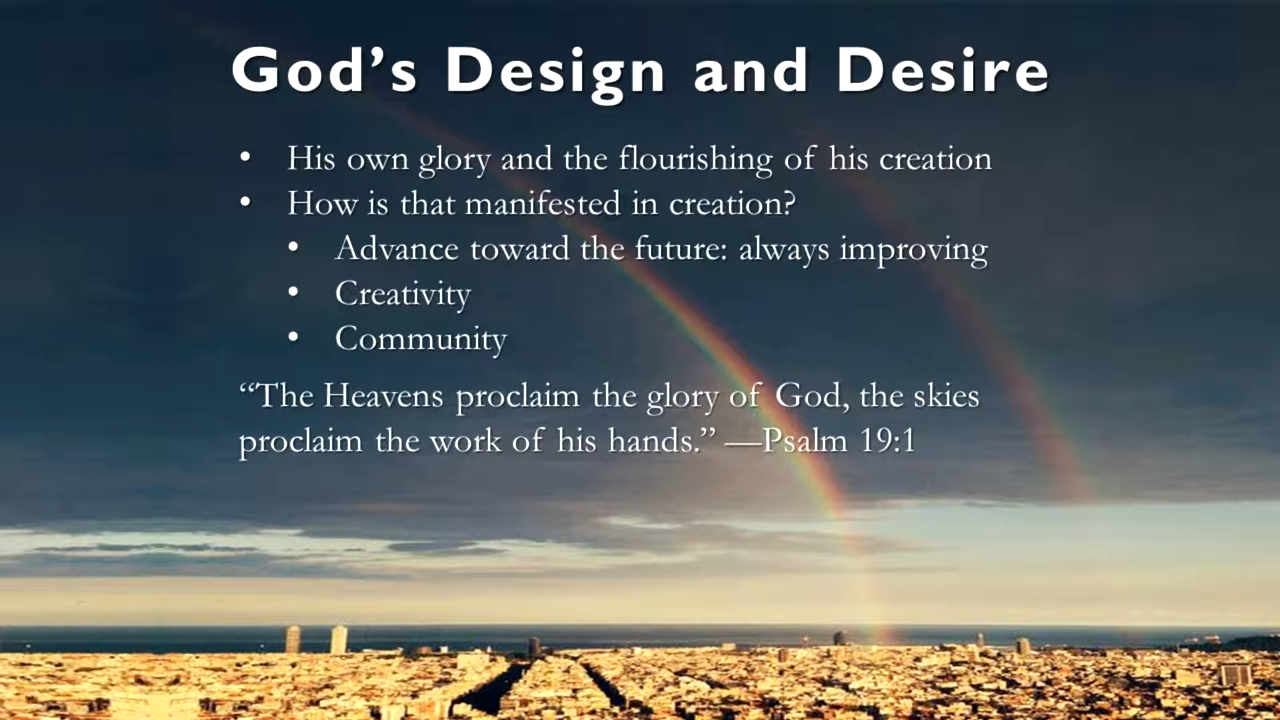 God’s Design and Desire
• His own glory and the flourishing of his creation
• How is that manifested in creation?
• Advance toward the future: always improving
• Creativity
• Community
“The Heavens proclaim the glory of God, the skies
proclaim the work of his hands.” —Psalm 19:1